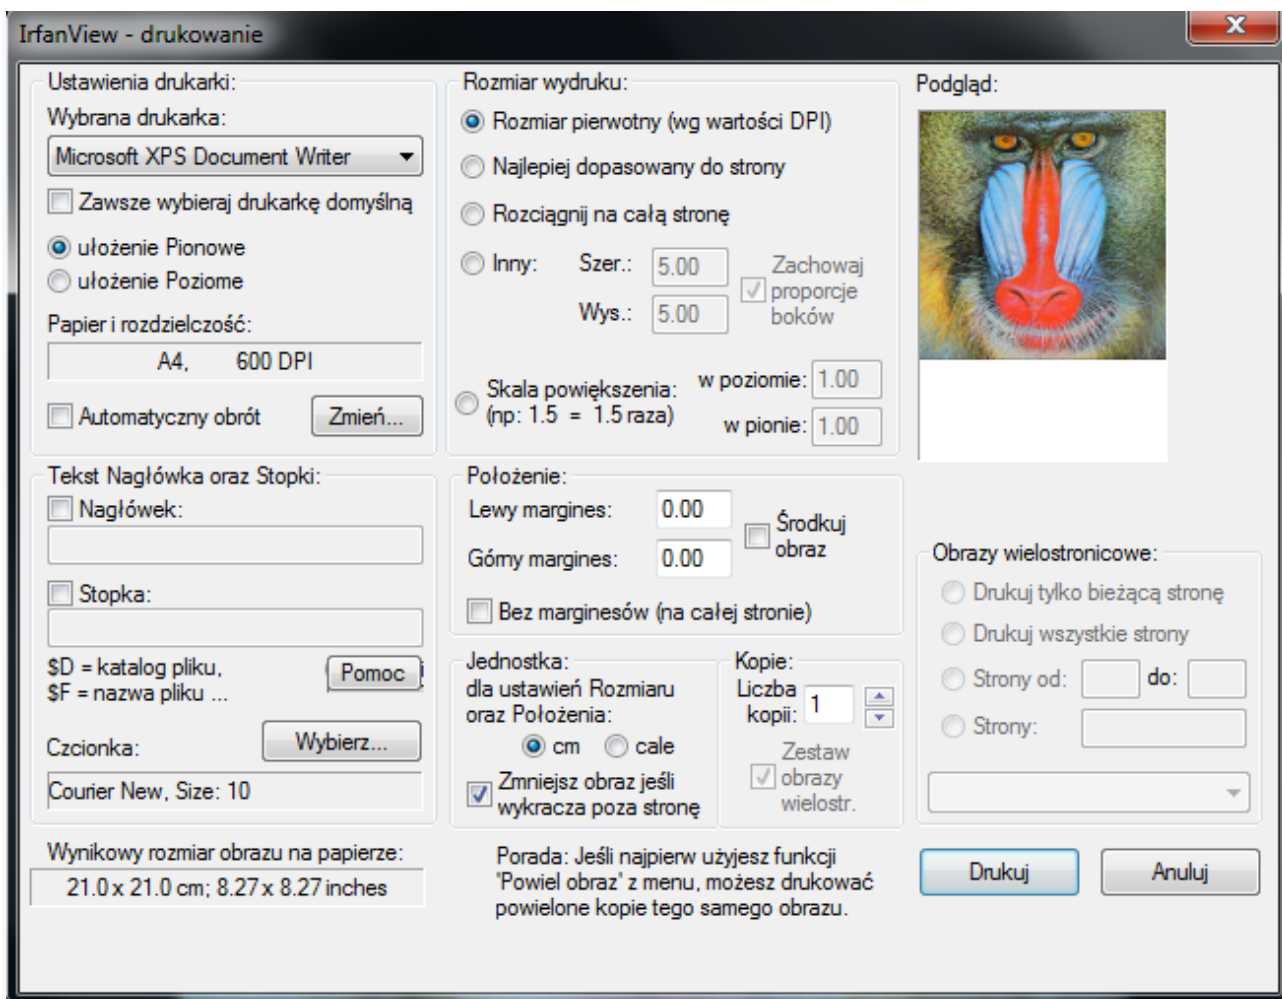 IrfanView - drukowanie
Ustawienia drukarki:
Wybrana drukarka:
Microsoft XPS Document Writer
Zawsze wybieraj drukarkę domyślną
ułożenie Pionowe
ułożenie Poziome
Papier i rozdzielczość:
A4, 600 DPI
Automatyczny obrót
Zmień...
Tekst Nagłówka oraz Stopki:
Nagłówek:
Stopka:
$D = katalog pliku,
$F = nazwa pliku ...
Pomoc
Czcionka:
Wybierz...
Courier New, Size: 10
Wynikowy rozmiar obrazu na papierze:
21.0 x 21.0 cm; 8.27 x 8.27 inches
Rozmiar wydruku:
Rozmiar pierwotny (wg wartości DPI)
Najlepiej dopasowany do strony
Rozciągnij na całą stronę
Inny:
Szer.: 5.00
Wys.: 5.00
Zachowaj
proporcje
boków
Skala powiększenia:
(np: 1.5 = 1.5 raza)
w poziomie: 1.00
w pionie: 1.00
Położenie:
Lewy margines: 0.00
Górny margines: 0.00
Środkuj
obraz
Bez marginesów (na całej stronie)
Jednostka:
dla ustawień Rozmiaru
oraz Położenia:
cm cale
Zmniejsz obraz jeśli
wykracza poza stronę
Kopie:
Liczba
kopii: 1
Zestaw
obrazy
wielostr.
Porada: Jeśli najpierw użyjesz funkcji
'Powiel obraz' z menu, możesz drukować
powielone kopie tego samego obrazu.
Podgląd:
Obrazy wielostronicowe:
Drukuj tylko bieżącą stronę
Drukuj wszystkie strony
Strony od: do:
Strony:
Drukuj
Anuluj